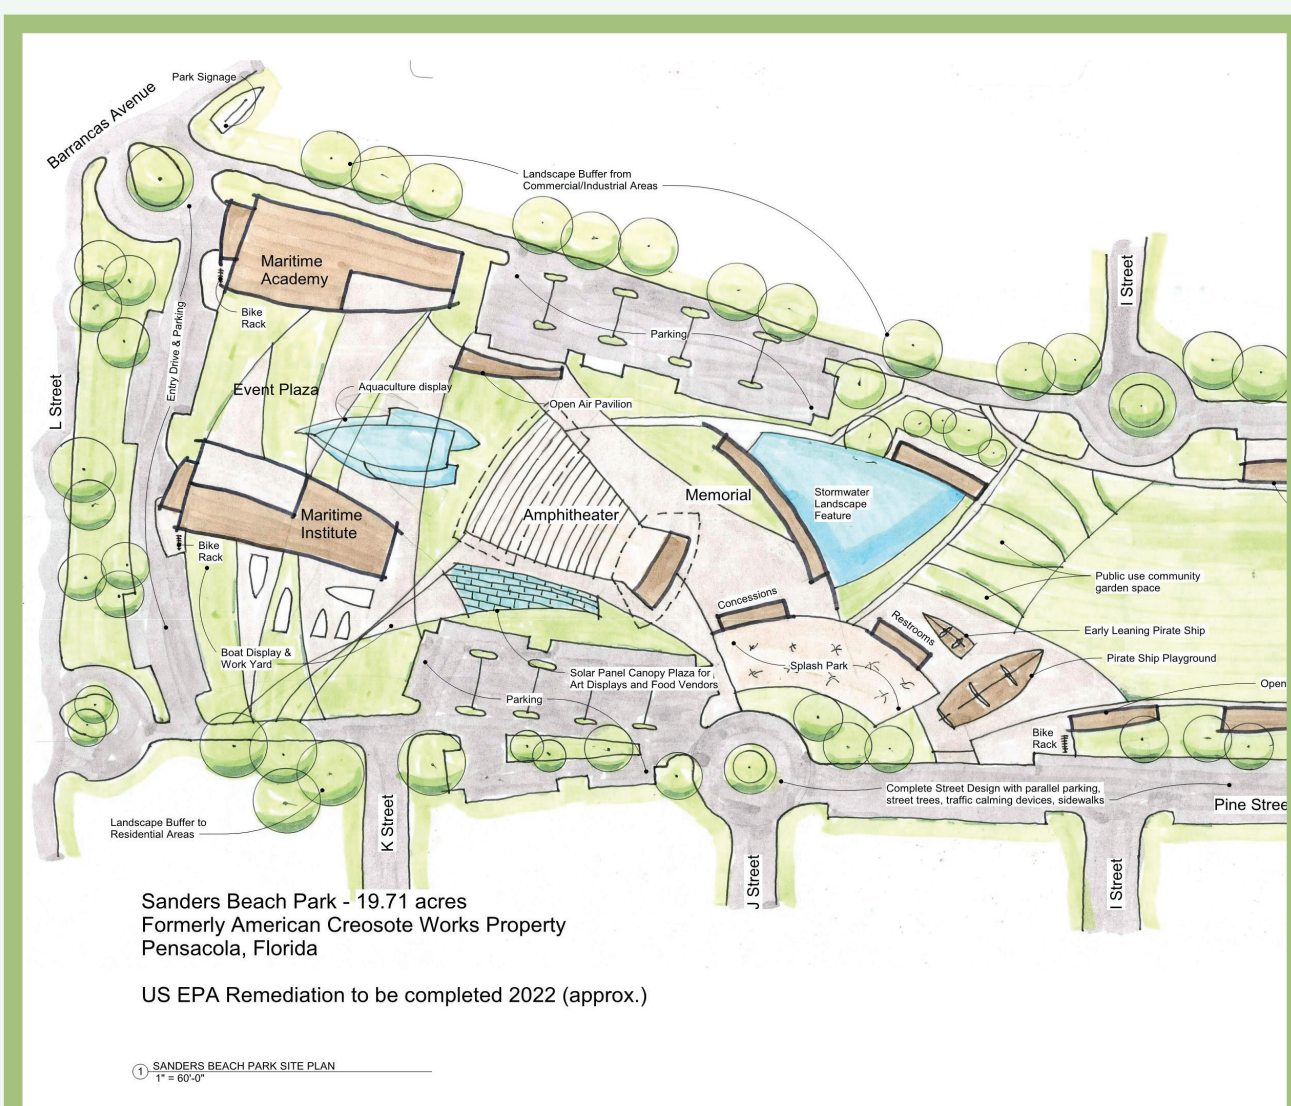 Park Signage
Barrancas Avenue
Landscape Buffer from
Commercial/Industrial Areas
I Street
Maritime
Academy
Bike
Rack
Entry Drive & Parking
Parking
L Street
Event Plaza
Aquaculture display
Open Air Pavilion
Memorial
Stormwater
Landscape
Feature
Maritime
Institute
Amphitheater
Bike
Rack
Public use community
garden space
Concessions
Restrooms
Early Leaning Pirate Ship
Boat Display &
Work Yard
Splash Park
Pirate Ship Playground
Solar Panel Canopy Plaza for
Art Displays and Food Vendors
Open
Parking
Bike
Rack
Complete Street Design with parallel parking,
street trees, traffic calming devices, sidewalks
Pine Stree
Landscape Buffer to
Residential Areas
K Street
J Street
I Street
Sanders Beach Park - 19.71 acres
Formerly American Creosote Works Property
Pensacola, Florida
US EPA Remediation to be completed 2022 (approx.)
1 SANDERS BEACH PARK SITE PLAN
1" = 60'-0"